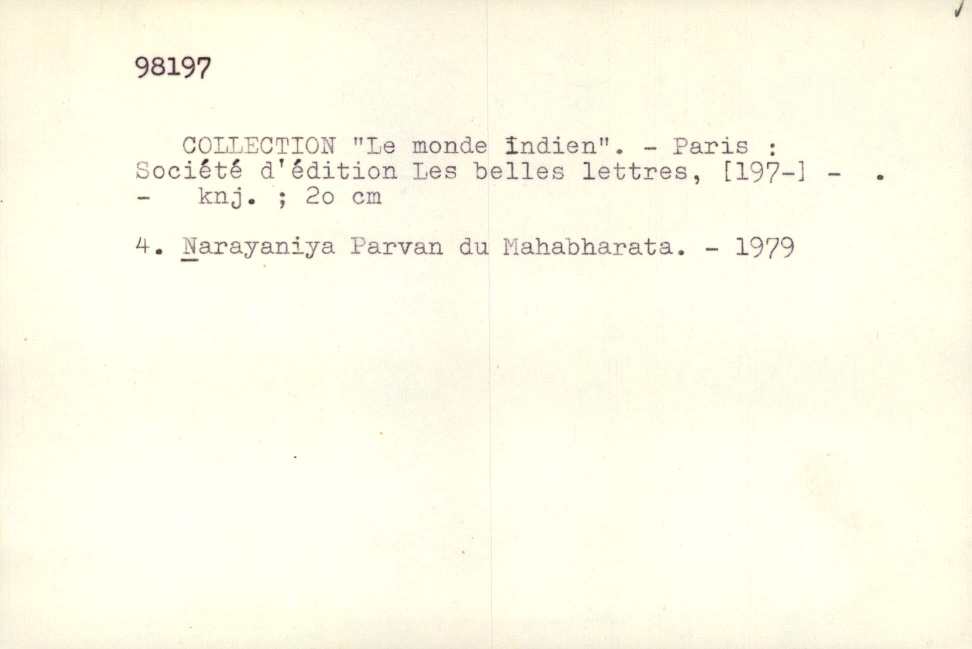 98197
COLLECTION "Le monde indien". - Paris :
Société d'édition Les belles lettres, [197-] - .
- knj. ; 2o cm
4. Narayaniya Parvan du Mahabharata. - 1979